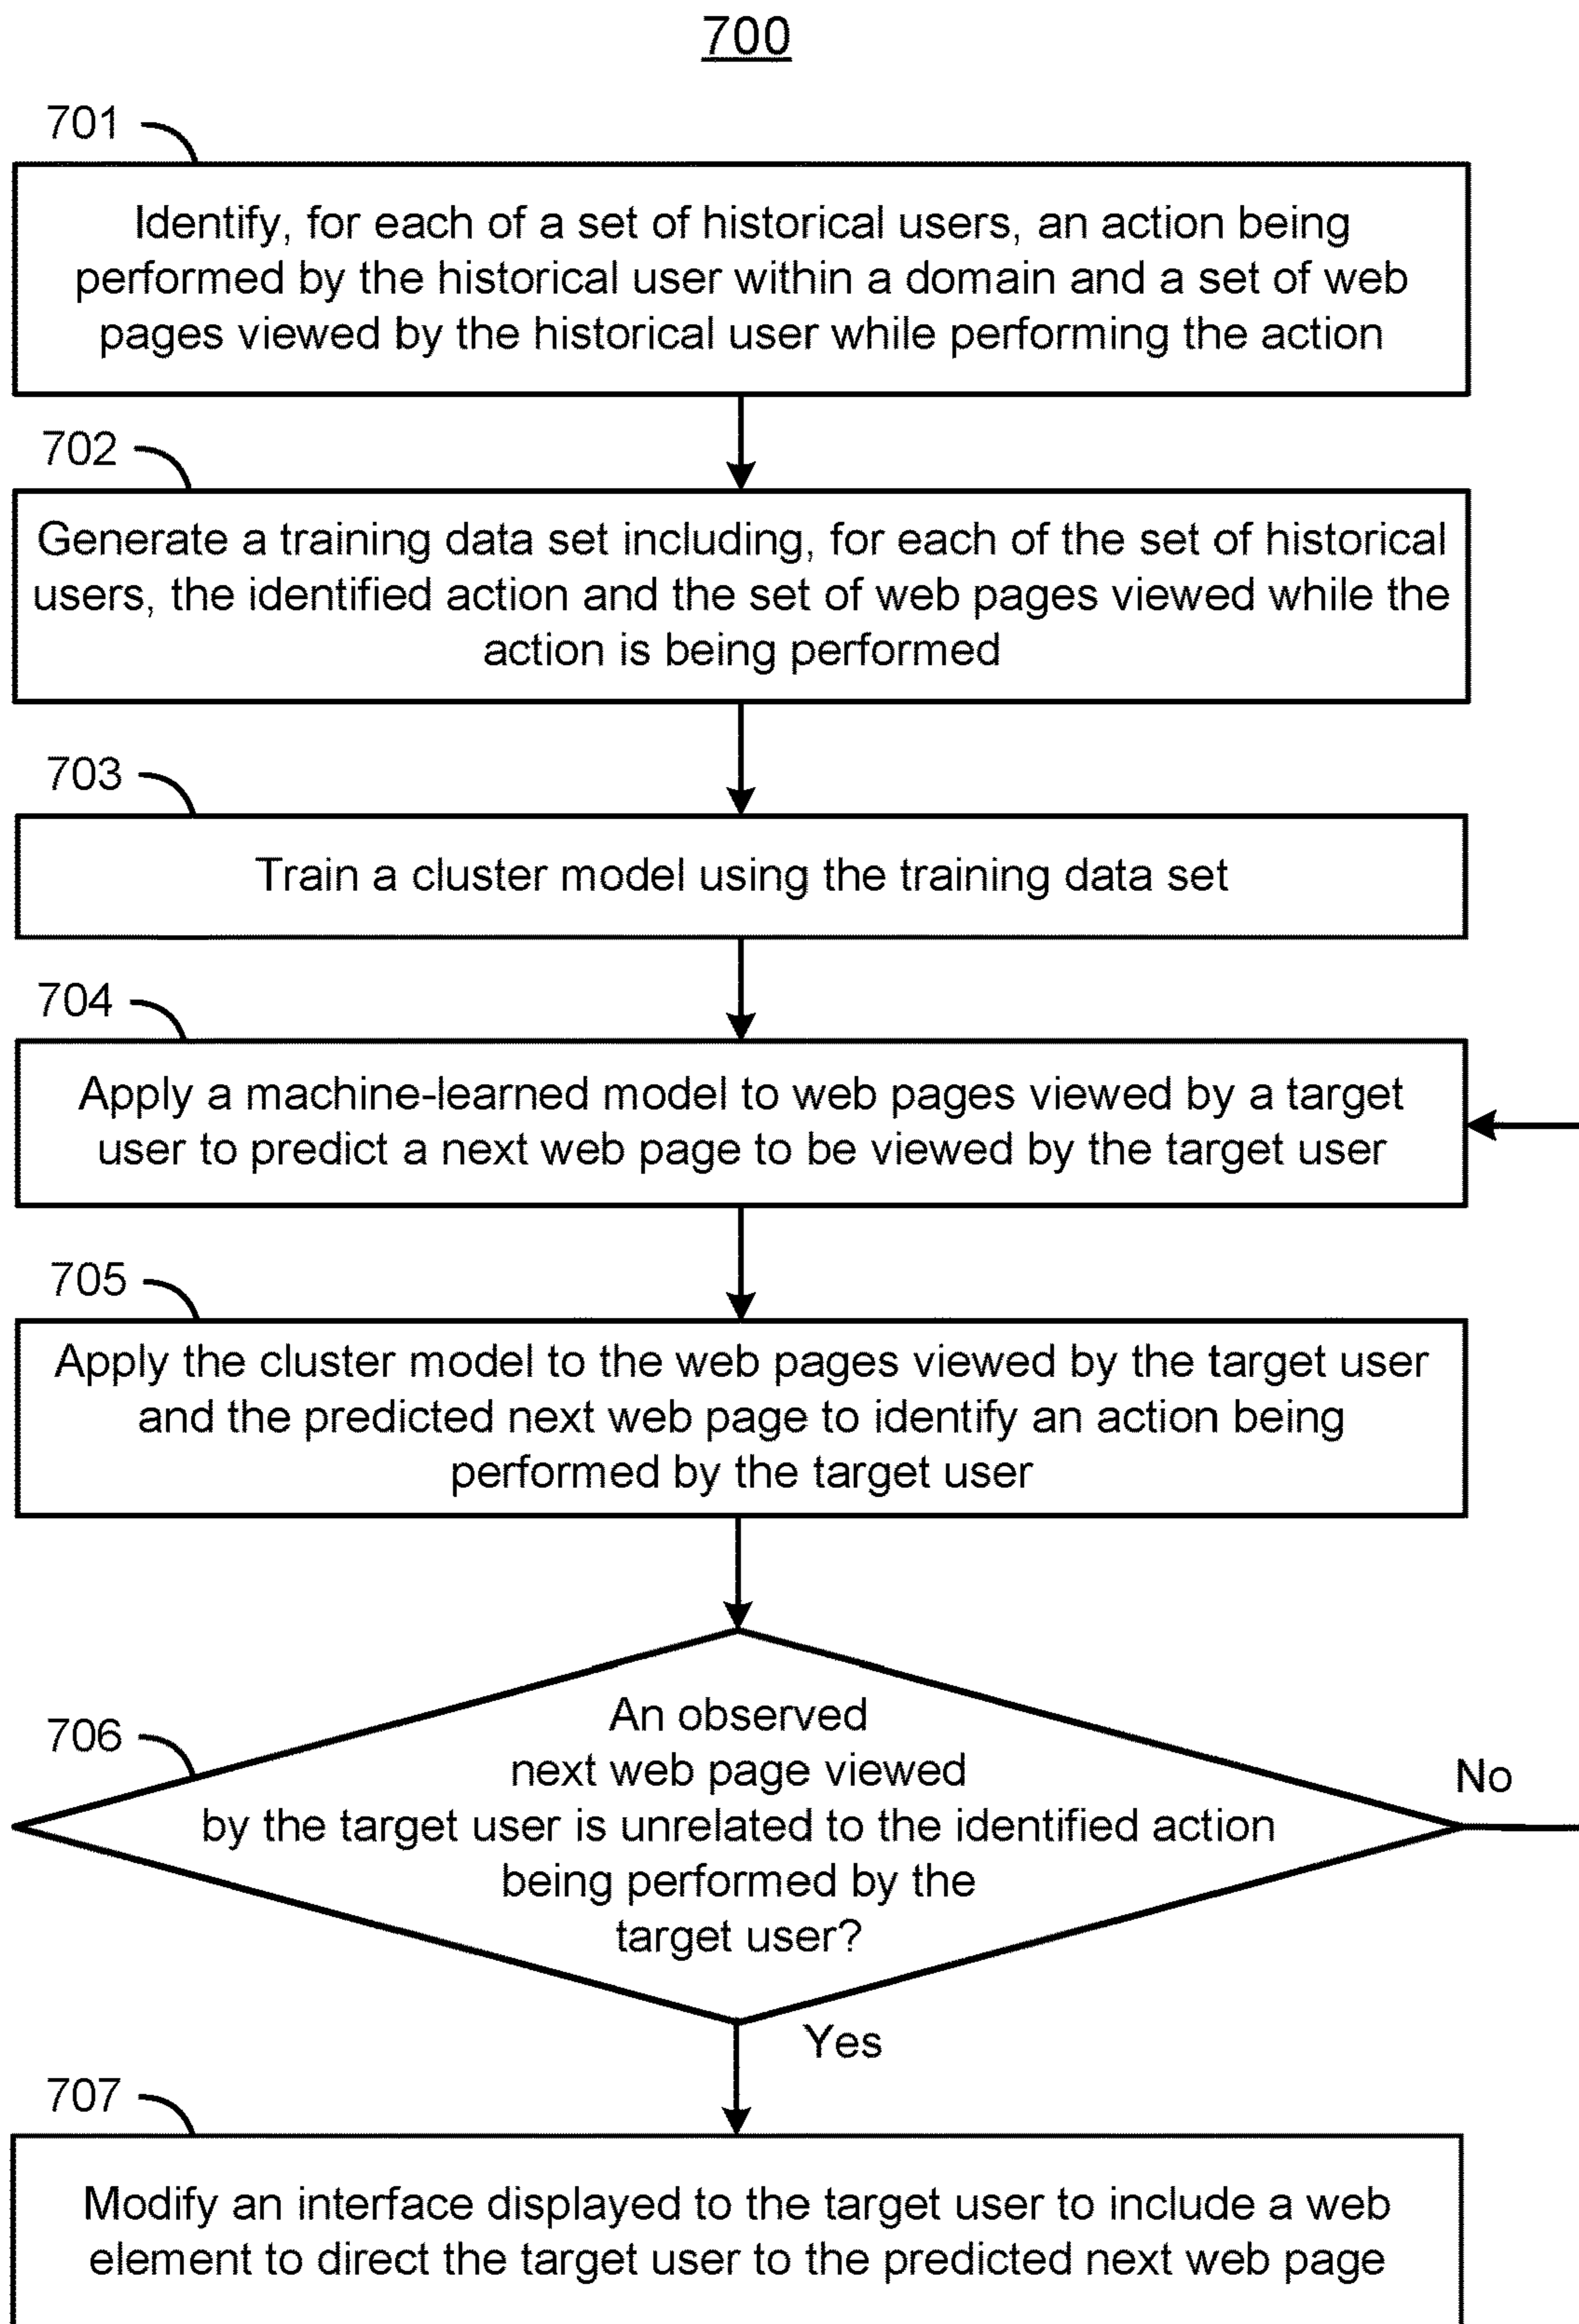 700
701
Identify, for each of a set of historical users, an action being
performed by the historical user within a domain and a set of web
pages viewed by the historical user while performing the action
702
Generate a training data set including, for each of the set of historical
users, the identified action and the set of web pages viewed while the
action is being performed
703
Train a cluster model using the training data set
704
Apply a machine-learned model to web pages viewed by a target
user to predict a next web page to be viewed by the target user
705
Apply the cluster model to the web pages viewed by the target user
and the predicted next web page to identify an action being
performed by the target user
706
An observed
next web page viewed
by the target user is unrelated to the identified action
being performed by the
target user?
No
Yes
707
Modify an interface displayed to the target user to include a web
element to direct the target user to the predicted next web page